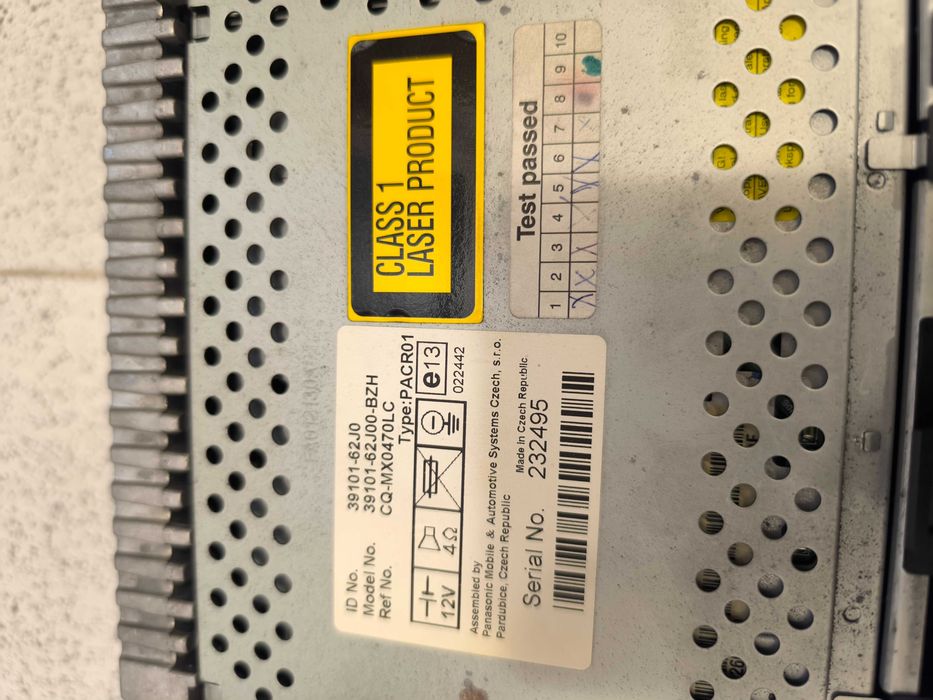 ID No. 39101-62J0
Model No. 39101-62J00-BZH
Ref No. CQ-MX0470LC
Type:PACR01
12V 4Ω e13
022442
Assembled by
Panasonic Mobile & Automotive Systems Czech, s.r.o.
Pardubice, Czech Republic Made in Czech Republic
Serial No. 232495
CLASS 1
LASER PRODUCT
Test passed
1 2 3 4 5 6 7 8 9 10
X X X
26